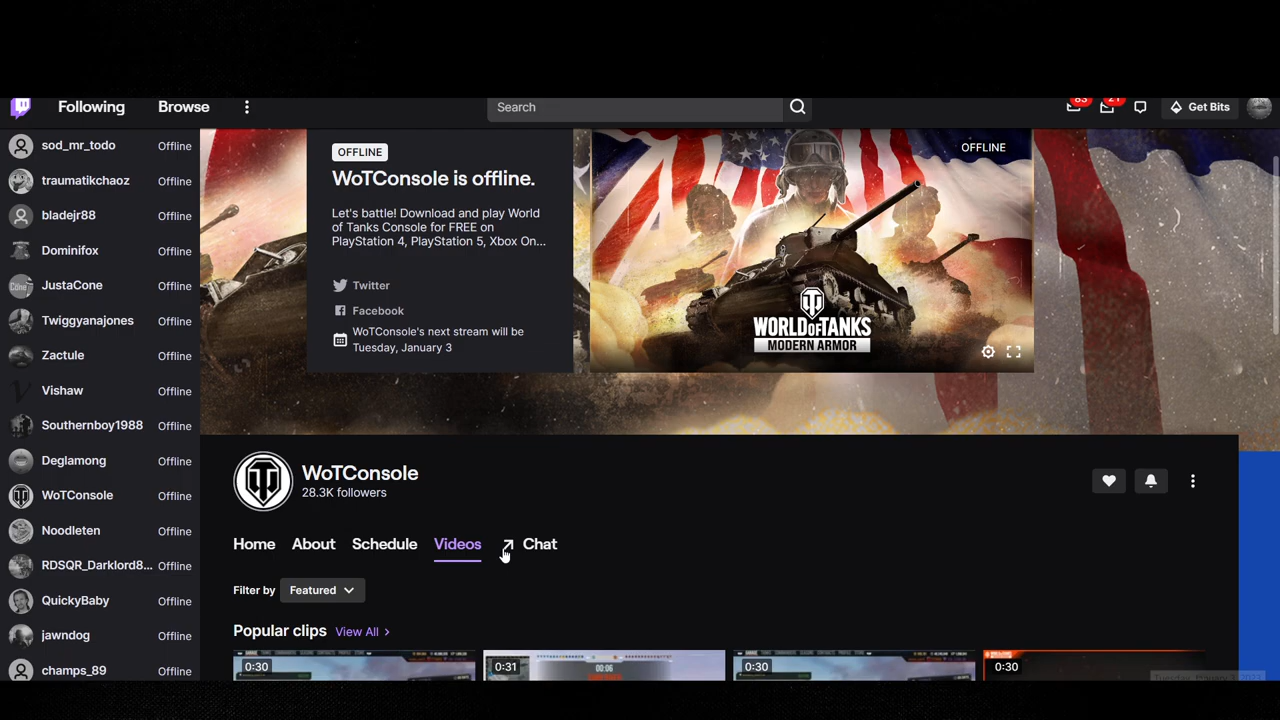 Following
Browse
Search
83
21
Get Bits
sod_mr_todo Offline
traumatikchaoz Offline
bladejr88 Offline
Dominifox Offline
Cone
JustaCone Offline
Twiggyanajones Offline
Zactule Offline
Vishaw Offline
Southernboy1988 Offline
Deglamong Offline
WoTConsole Offline
Noodleten Offline
RDSQR_Darklord8... Offline
QuickyBaby Offline
jawndog Offline
champs_89 Offline
OFFLINE
WoTConsole is offline.
Let's battle! Download and play World
of Tanks Console for FREE on
PlayStation 4, PlayStation 5, Xbox On...
Twitter
Facebook
WoTConsole's next stream will be
Tuesday, January 3
OFFLINE
WORLD OF TANKS
MODERN ARMOR
WoTConsole
28.3K followers
Home About Schedule Videos Chat
Filter by Featured
Popular clips View All
0:30
0:31
00:06
0:30
0:30